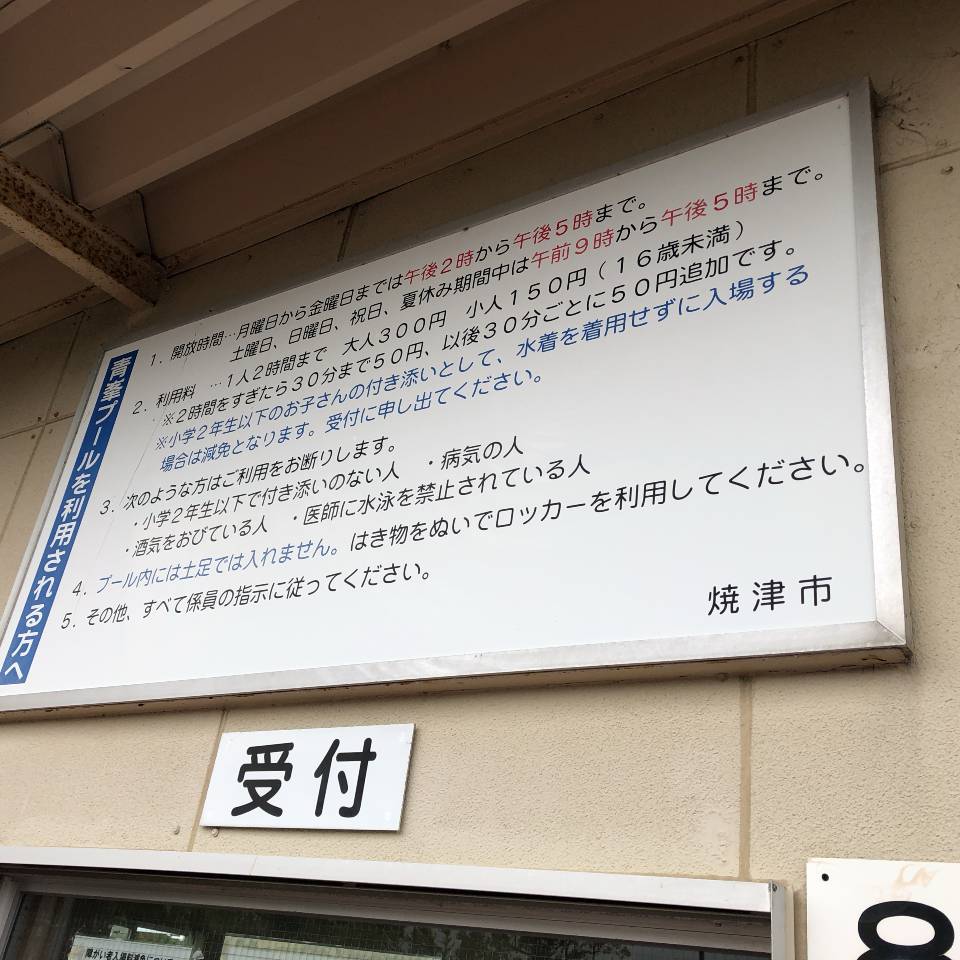 青峯プールを利用される方へ
1．開放時間…月曜日から金曜日までは午後2時から午後5時まで。
土曜日、日曜日、祝日、夏休み期間中は午前9時から午後5時まで。
2．利用料 …1人2時間まで 大人300円 小人150円（16歳未満）
※2時間をすぎたら30分まで50円、以後30分ごとに50円追加です。
※小学2年生以下のお子さんの付き添いとして、水着を着用せずに入場する
場合は減免となります。受付に申し出てください。
3．次のような方はご利用をお断りします。
・小学2年生以下で付き添いのない人 ・病気の人
・酒気をおびている人 ・医師に水泳を禁止されている人
4．プール内には土足では入れません。はき物をぬいでロッカーを利用してください。
5．その他、すべて係員の指示に従ってください。
焼津市
受付